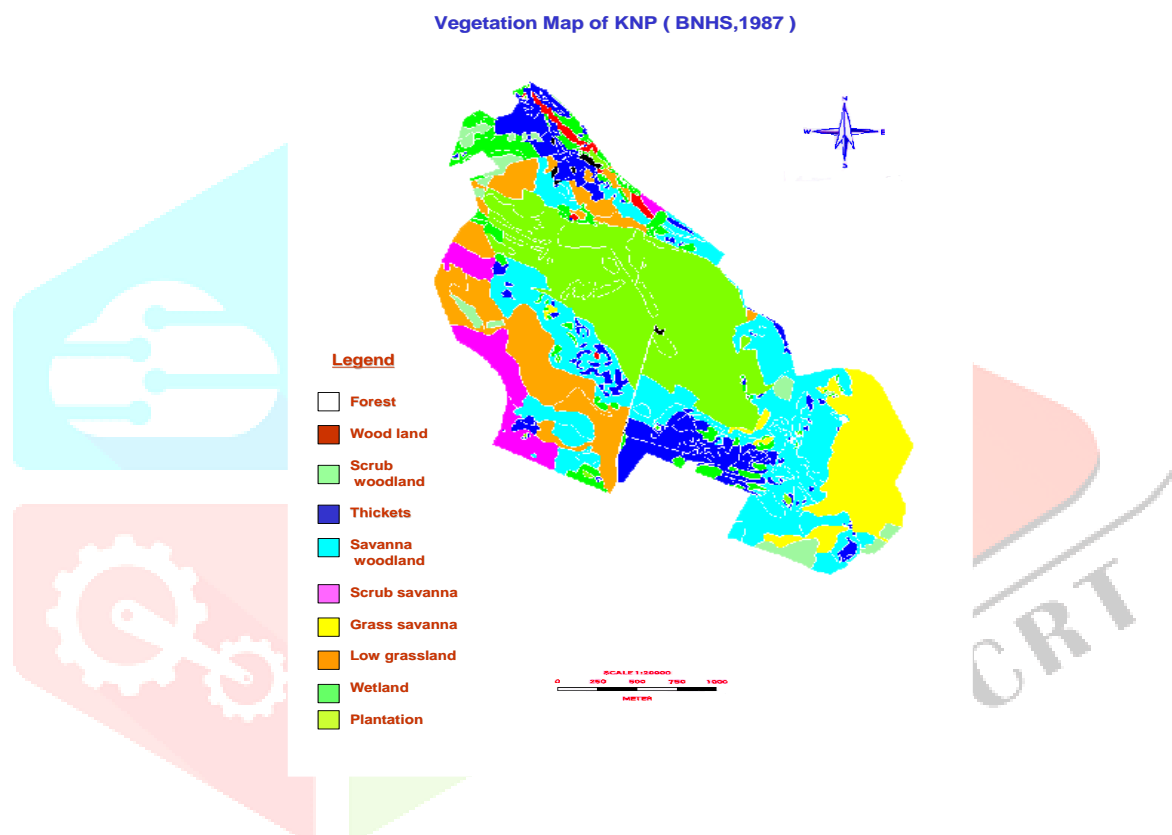 Vegetation Map of KNP ( BNHS,1987 )
N
W E
S
Legend
Forest
Wood land
Scrub
woodland
Thickets
Savanna
woodland
Scrub savanna
Grass savanna
Low grassland
Wetland
Plantation
SCALE 1:20000
0 250 500 750 1000
METER
CRT